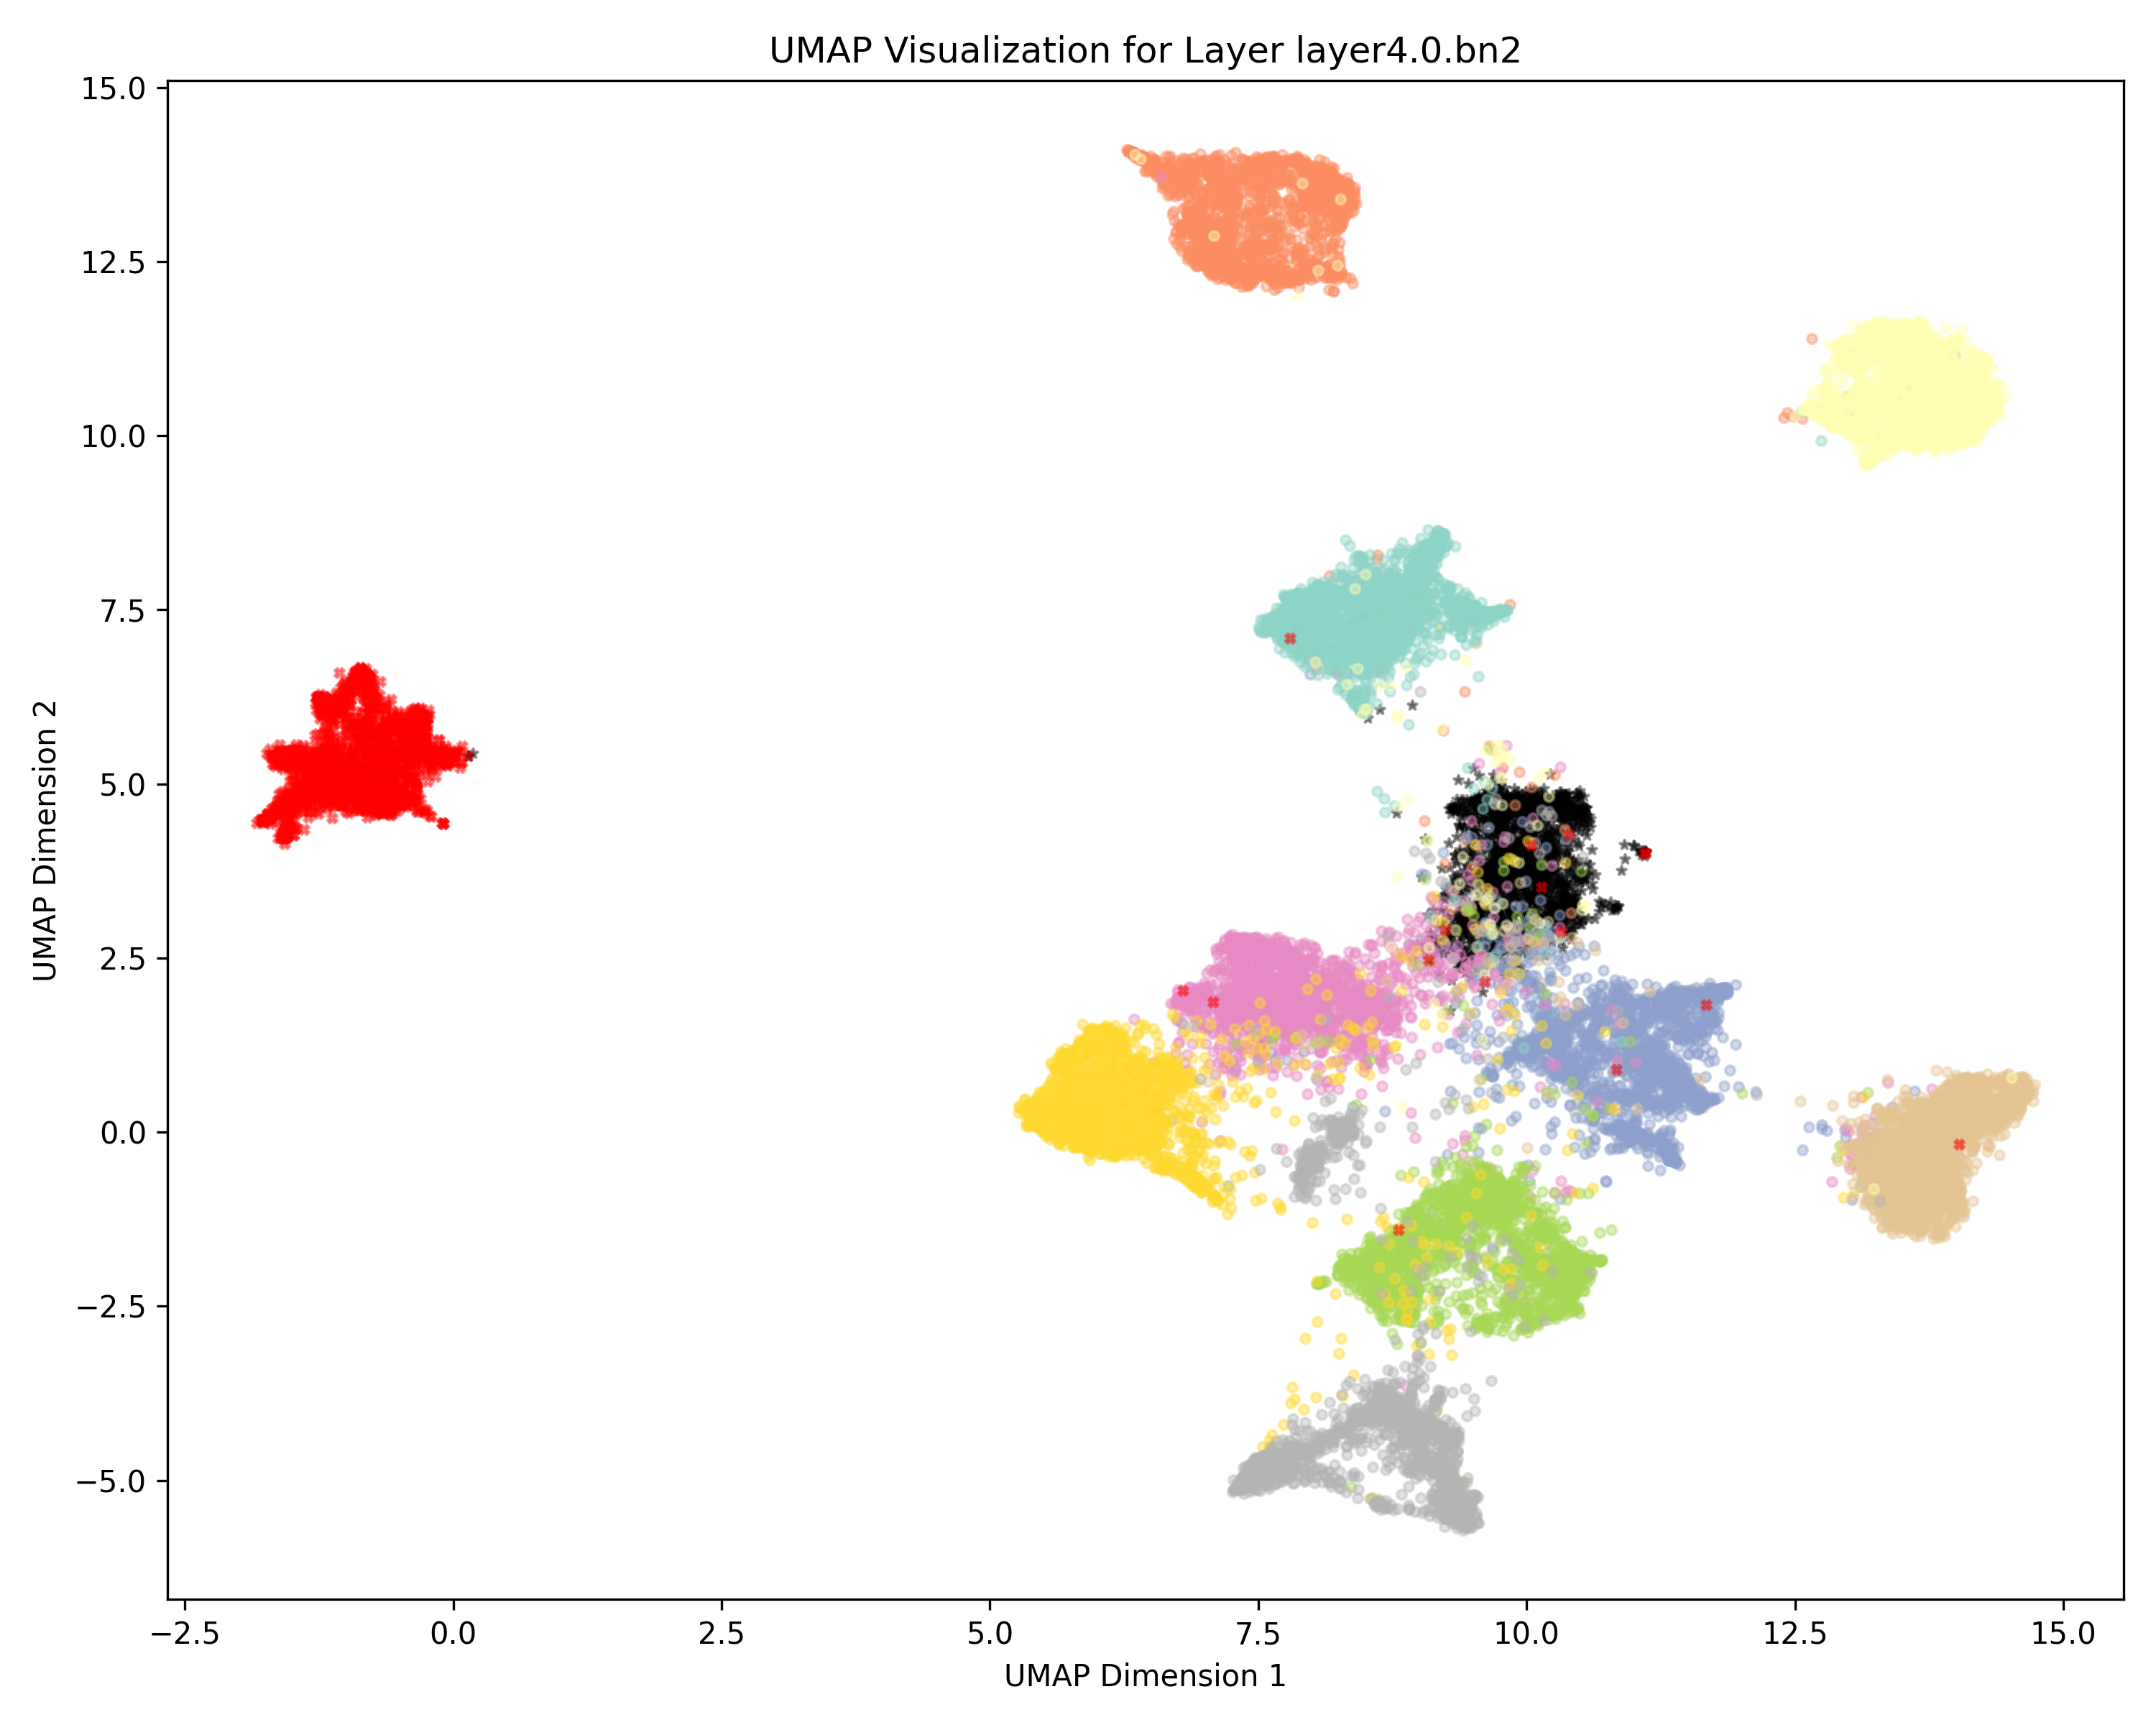 UMAP Visualization for Layer layer4.0.bn2
15.0
12.5
10.0
7.5
5.0
2.5
0.0
−2.5
−5.0
UMAP Dimension 2
−2.5 0.0 2.5 5.0 7.5 10.0 12.5 15.0
UMAP Dimension 1